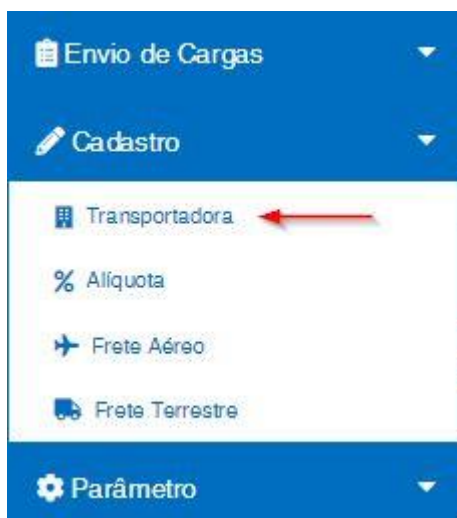 Envio de Cargas
Cadastro
Transportadora
Alíquota
Frete Aéreo
Frete Terrestre
Parâmetro